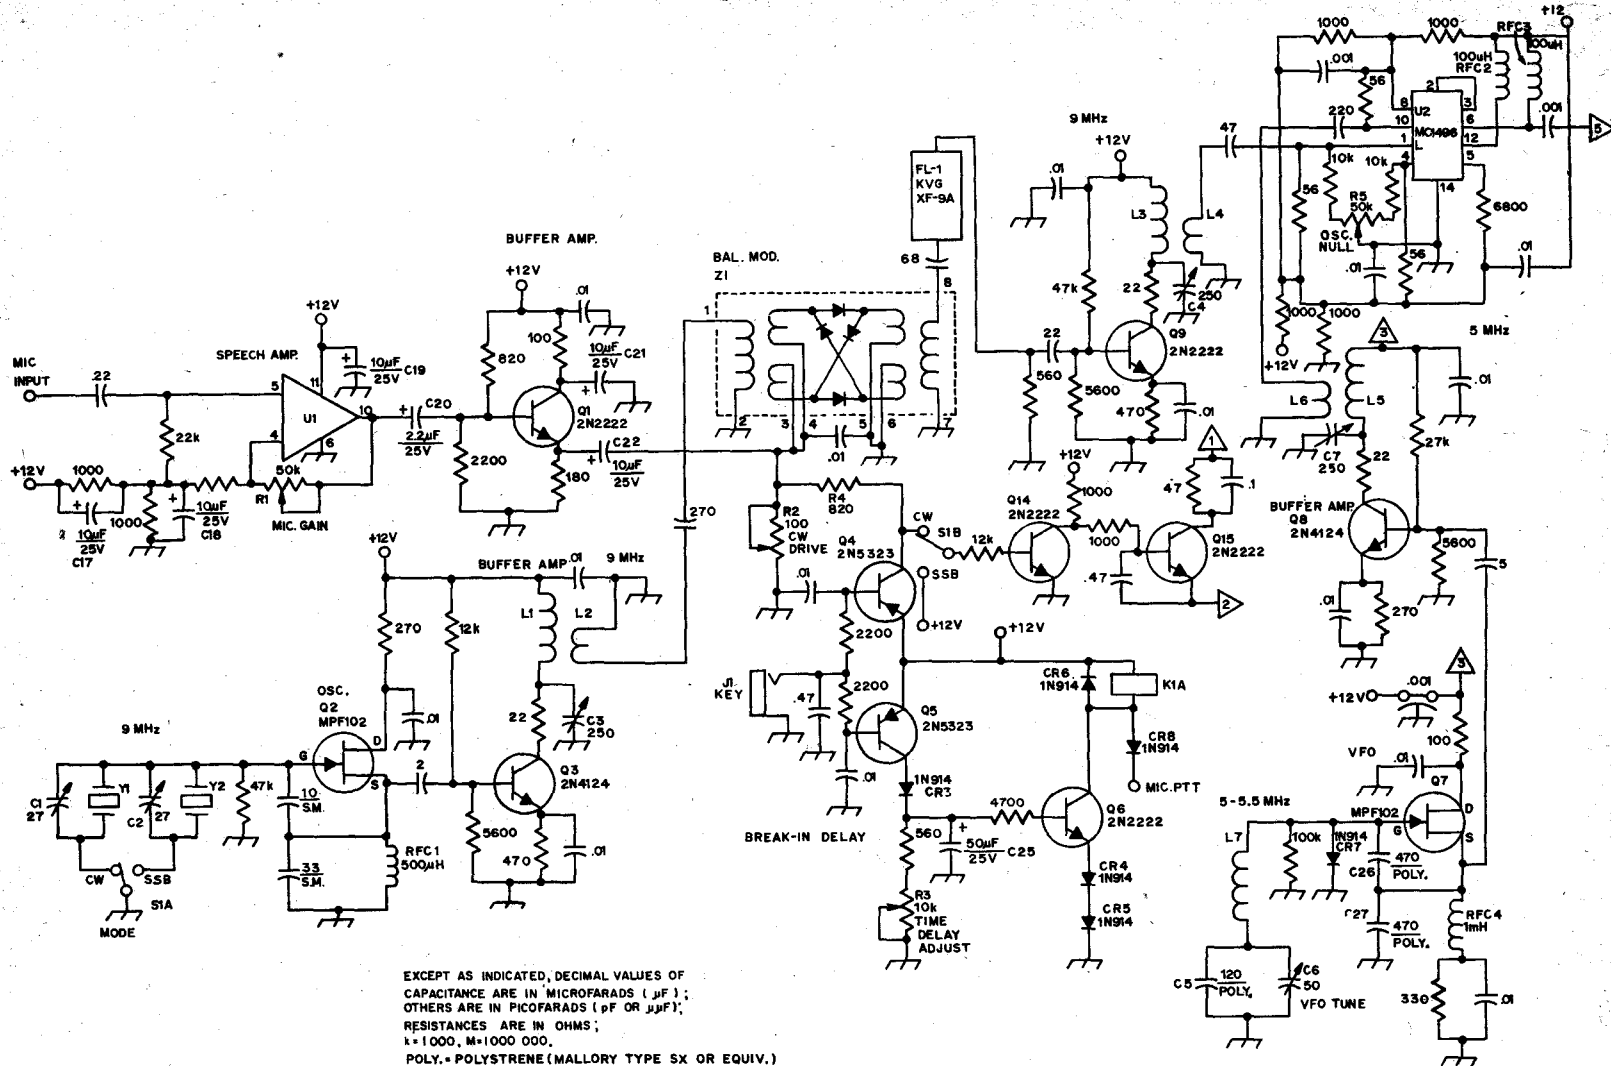 MIC
INPUT
.22
22k
+12V
1000
10µF
25V
C17
1000
10µF
25V
C18
R1
50k
MIC. GAIN
SPEECH AMP.
+12V
10µF
25V
C19
5
4
11
10
6
U1
C20
2.2µF
25V
BUFFER AMP.
+12V
.01
820
100
10µF
25V
C21
Q1
2N2222
2200
180
C22
10µF
25V
9 MHz
C1
27
Y1
C2
27
Y2
47k
CW
SSB
S1A
MODE
10
S.M.
33
S.M.
OSC.
Q2
MPF102
G
D
S
+12V
270
.01
RFC1
500µH
2
12k
BUFFER AMP.
.01
9 MHz
L1
L2
22
C3
250
Q3
2N4124
5600
470
.01
270
BAL. MOD.
Z1
1
2
3
4
5
6
7
8
.01
68
FL-1
KVG
XF-9A
R4
820
R2
100
CW
DRIVE
.01
Q4
2N5323
2200
J1
KEY
.47
2200
.01
Q5
2N5323
1N914
CR3
BREAK-IN DELAY
560
R3
10k
TIME
DELAY
ADJUST
50µF
25V
C25
4700
Q6
2N2222
CR4
1N914
CR5
1N914
CR6
1N914
K1A
CR8
1N914
MIC.PTT
+12V
CW
S1B
SSB
+12V
12k
Q14
2N2222
+12V
1000
1000
.47
Q15
2N2222
47
.1
1
2
560
22
5600
47k
.01
9 MHz
+12V
L3
L4
22
250
C4
Q9
2N2222
470
.01
47
1000
1000
.001
56
220
100uH
RFC2
RFC3
100uH
+12
.001
5
U2
MC1496
L
8
10
1
4
2
3
6
12
5
14
56
10k
10k
R5
50k
OSC.
NULL
.01
56
6800
.01
1000
1000
+12V
5 MHz
3
L6
L5
C7
250
.01
27k
22
BUFFER AMP.
Q8
2N4124
5600
5
.01
270
3
+12V
.001
100
VFO
.01
Q7
MPF102
G
D
S
5-5.5 MHz
L7
100k
1N914
CR7
C26
470
POLY.
C27
470
POLY.
RFC4
1mH
C5
120
POLY.
C6
50
VFO TUNE
330
.01
EXCEPT AS INDICATED, DECIMAL VALUES OF
CAPACITANCE ARE IN MICROFARADS ( µF ) ;
OTHERS ARE IN PICOFARADS ( pF OR µµF);
RESISTANCES ARE IN OHMS ;
k=1000, M=1000 000.
POLY.= POLYSTRENE (MALLORY TYPE SX OR EQUIV.)